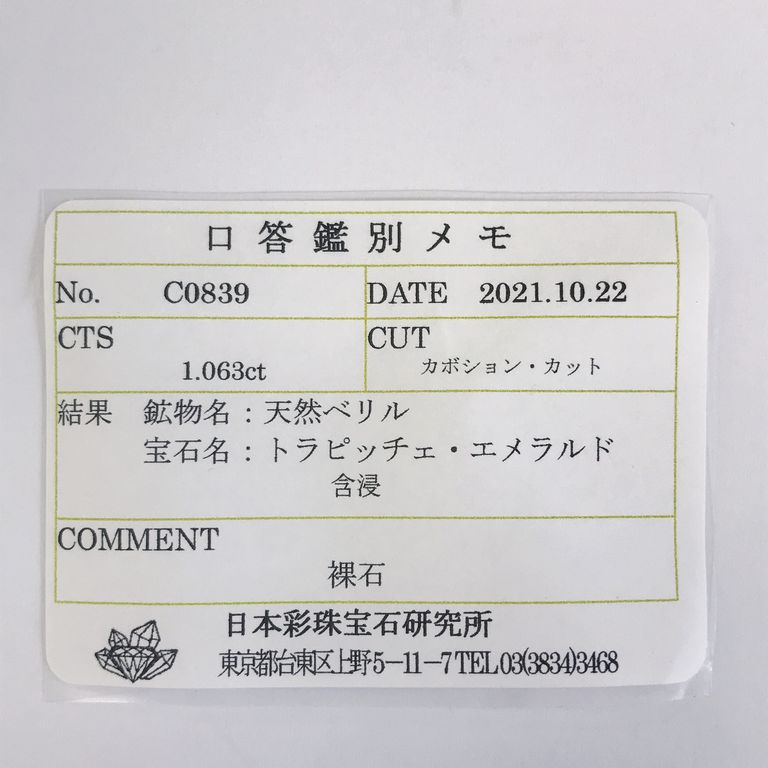 口答鑑別メモ
No. C0839 DATE 2021.10.22
CTS CUT
1.063ct カボション・カット
結果 鉱物名：天然ベリル
宝石名：トラピッチェ・エメラルド
含浸
COMMENT
裸石
日本彩珠宝石研究所
東京都台東区上野5−11−7 TEL 03(3834)3468